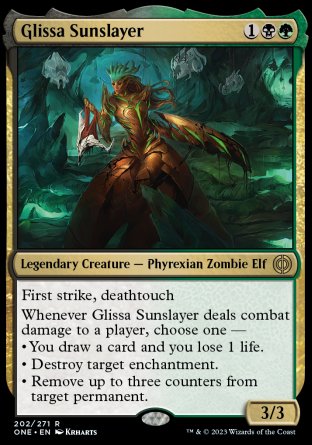 Glissa Sunslayer 1
Legendary Creature — Phyrexian Zombie Elf
First strike, deathtouch
Whenever Glissa Sunslayer deals combat
damage to a player, choose one —
•You draw a card and you lose 1 life.
• Destroy target enchantment.
• Remove up to three counters from
target permanent.
3/3
202/271 R
ONE • EN Krharts
™ & © 2023 Wizards of the Coast